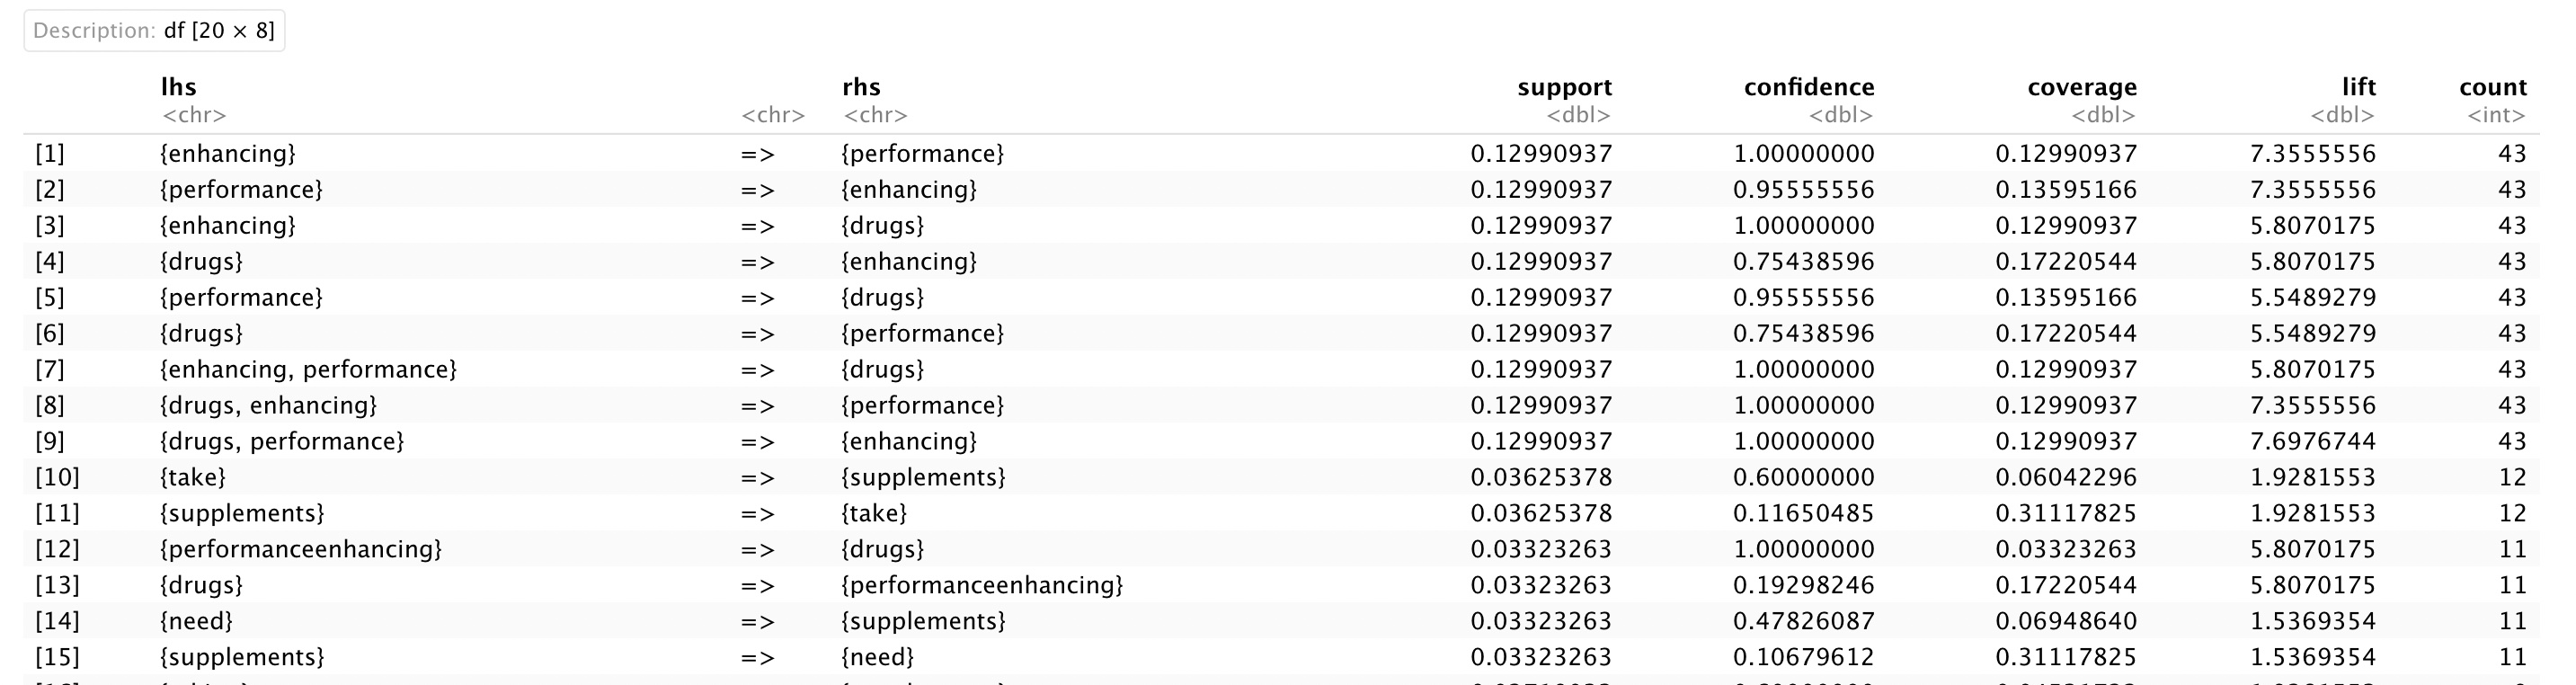 Description: df [20 × 8]
lhs rhs support confidence coverage lift count
<chr> <chr> <chr> <dbl> <dbl> <dbl> <dbl> <int>
[1] {enhancing} => {performance} 0.12990937 1.00000000 0.12990937 7.3555556 43
[2] {performance} => {enhancing} 0.12990937 0.95555556 0.13595166 7.3555556 43
[3] {enhancing} => {drugs} 0.12990937 1.00000000 0.12990937 5.8070175 43
[4] {drugs} => {enhancing} 0.12990937 0.75438596 0.17220544 5.8070175 43
[5] {performance} => {drugs} 0.12990937 0.95555556 0.13595166 5.5489279 43
[6] {drugs} => {performance} 0.12990937 0.75438596 0.17220544 5.5489279 43
[7] {enhancing, performance} => {drugs} 0.12990937 1.00000000 0.12990937 5.8070175 43
[8] {drugs, enhancing} => {performance} 0.12990937 1.00000000 0.12990937 7.3555556 43
[9] {drugs, performance} => {enhancing} 0.12990937 1.00000000 0.12990937 7.6976744 43
[10] {take} => {supplements} 0.03625378 0.60000000 0.06042296 1.9281553 12
[11] {supplements} => {take} 0.03625378 0.11650485 0.31117825 1.9281553 12
[12] {performanceenhancing} => {drugs} 0.03323263 1.00000000 0.03323263 5.8070175 11
[13] {drugs} => {performanceenhancing} 0.03323263 0.19298246 0.17220544 5.8070175 11
[14] {need} => {supplements} 0.03323263 0.47826087 0.06948640 1.5369354 11
[15] {supplements} => {need} 0.03323263 0.10679612 0.31117825 1.5369354 11